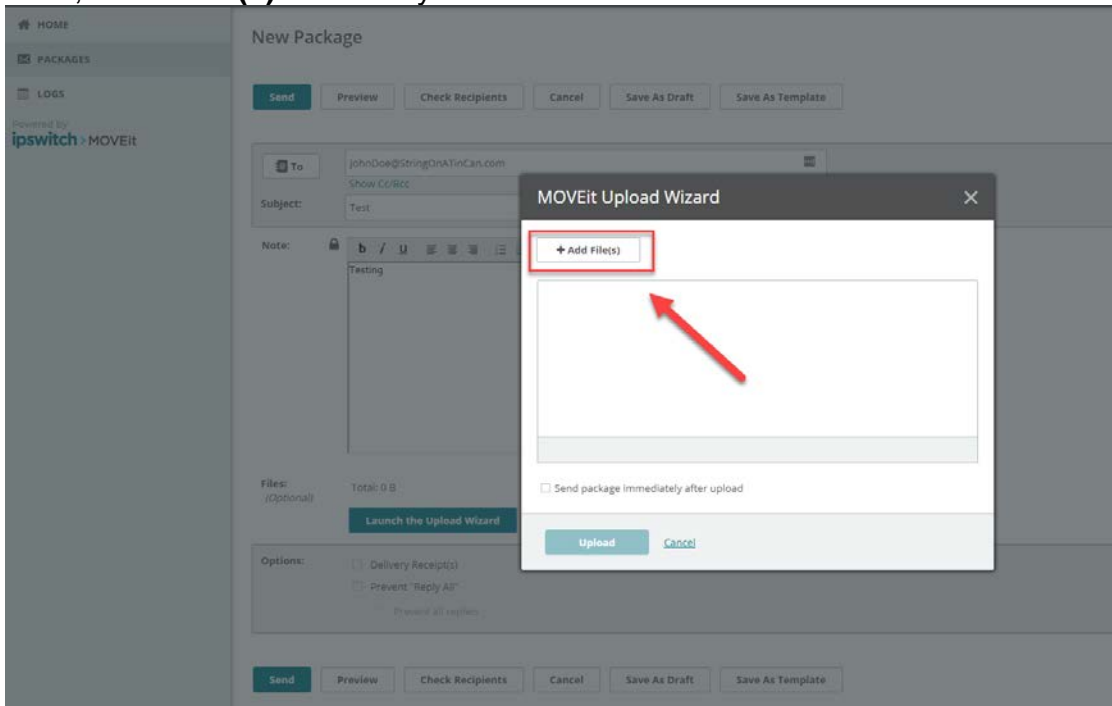 (s)
HOME
PACKAGES
LOGS
Powered by
ipswitch > MOVEit
New Package
Send Preview Check Recipients Cancel Save As Draft Save As Template
To JohnDoe@StringOnATinCan.com
Show Cc/Bcc
Subject: Test
MOVEit Upload Wizard
Note: b / u
Testing
+ Add File(s)
Files:
(Optional)
Total: 0 B
Launch the Upload Wizard
Send package immediately after upload
Upload Cancel
Options:
Delivery Receipt(s)
Prevent "Reply All"
Prevent all replies
Send Preview Check Recipients Cancel Save As Draft Save As Template